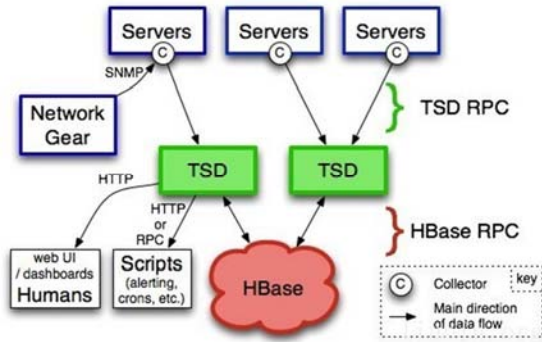 Servers
Servers
Servers
C
C
C
SNMP
Network
Gear
TSD RPC
TSD
TSD
HTTP
HTTP
or
RPC
HBase RPC
web UI
/ dashboards
Humans
Scripts
(alerting,
crons, etc.)
HBase
key
C
Collector
Main direction
of data flow